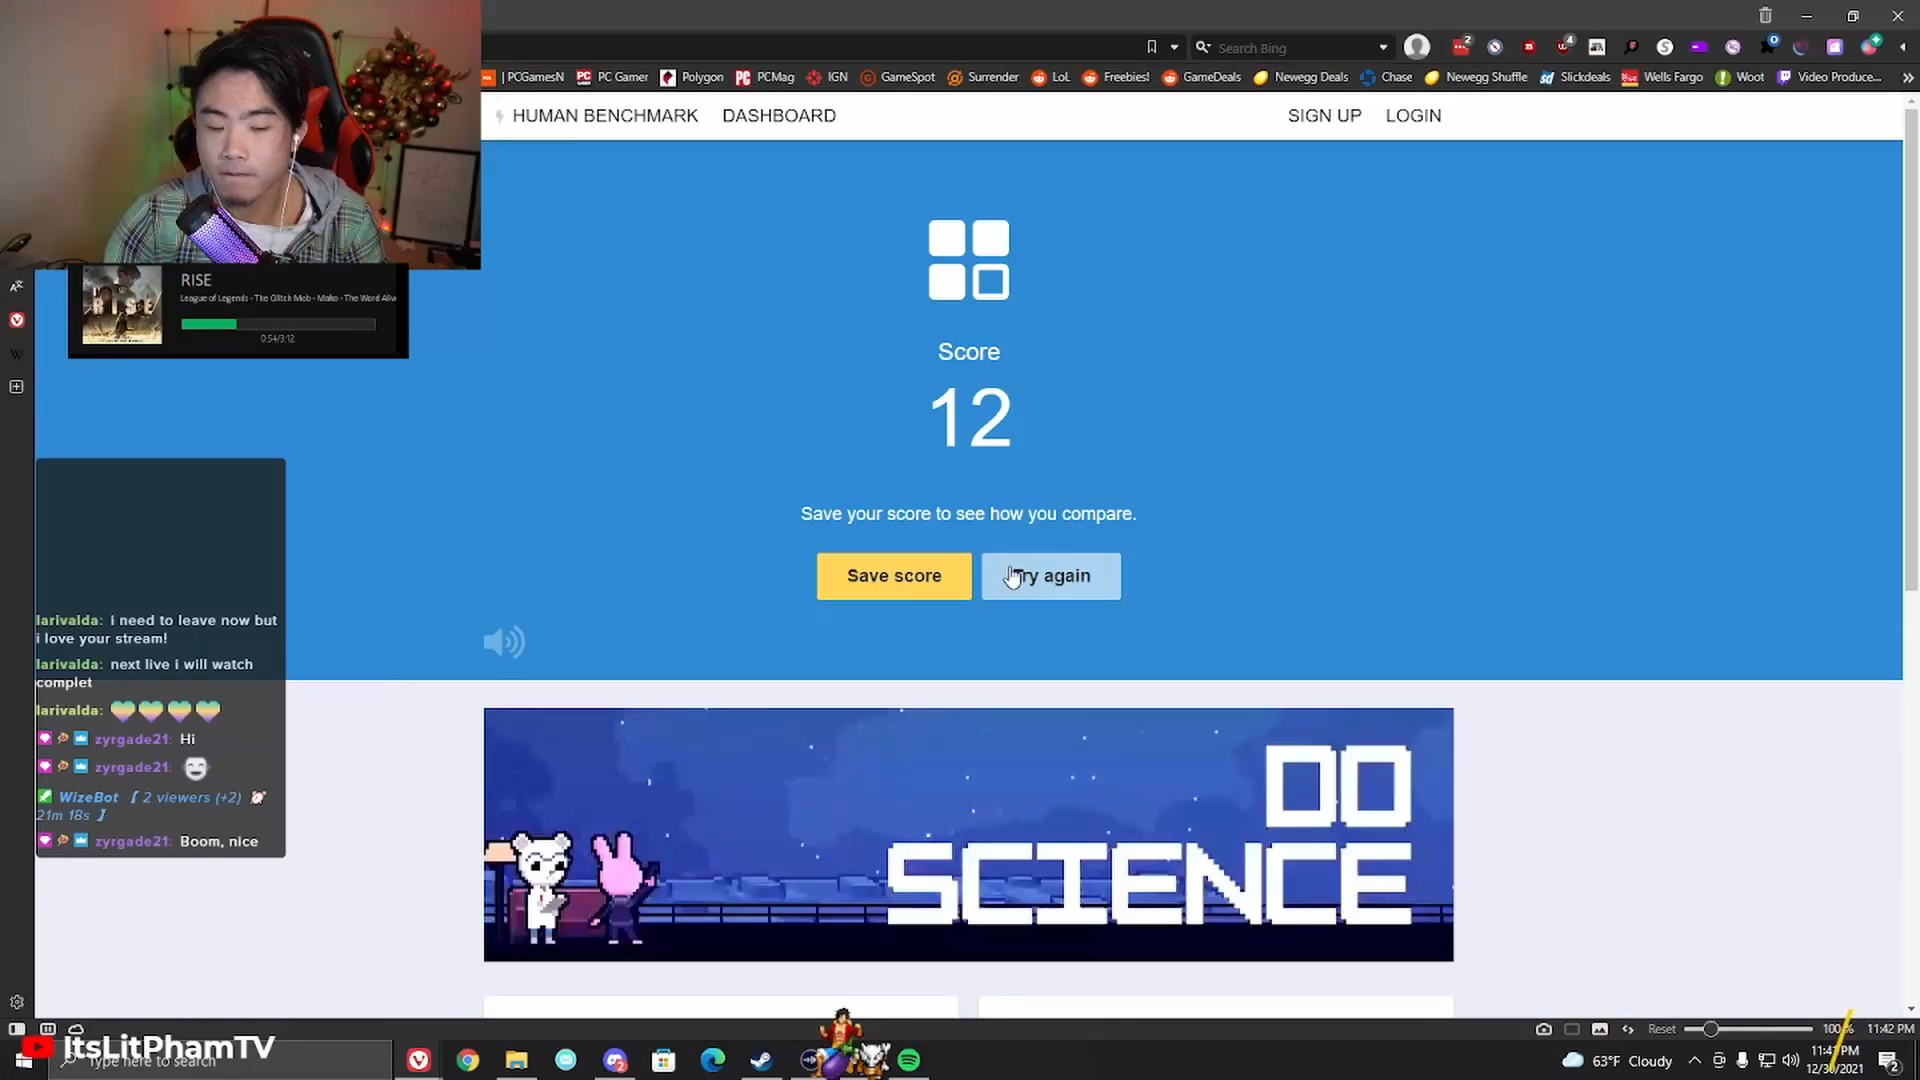 Search Bing
2
4
0
| PCGamesN
PC Gamer
Polygon
PCMag
IGN
GameSpot
Surrender
LoL
Freebies!
GameDeals
Newegg Deals
Chase
Newegg Shuffle
Slickdeals
Wells Fargo
Woot
Video Produce...
HUMAN BENCHMARK
DASHBOARD
SIGN UP
LOGIN
RISE
League of Legends - The Glitch Mob - Mako - The Word Aliv
0:54/3:12
Score
12
Save your score to see how you compare.
Save score
Try again
larivalda: i need to leave now but
i love your stream!
larivalda: next live i will watch
complet
larivalda:
zyrgade21: Hi
zyrgade21:
WizeBot 【 2 viewers (+2)
21m 18s 】
zyrgade21: Boom, nice
DO
SCIENCE
Reset
100 %
11:42 PM
ItsLitPhamTV
Type here to search
63°F Cloudy
2